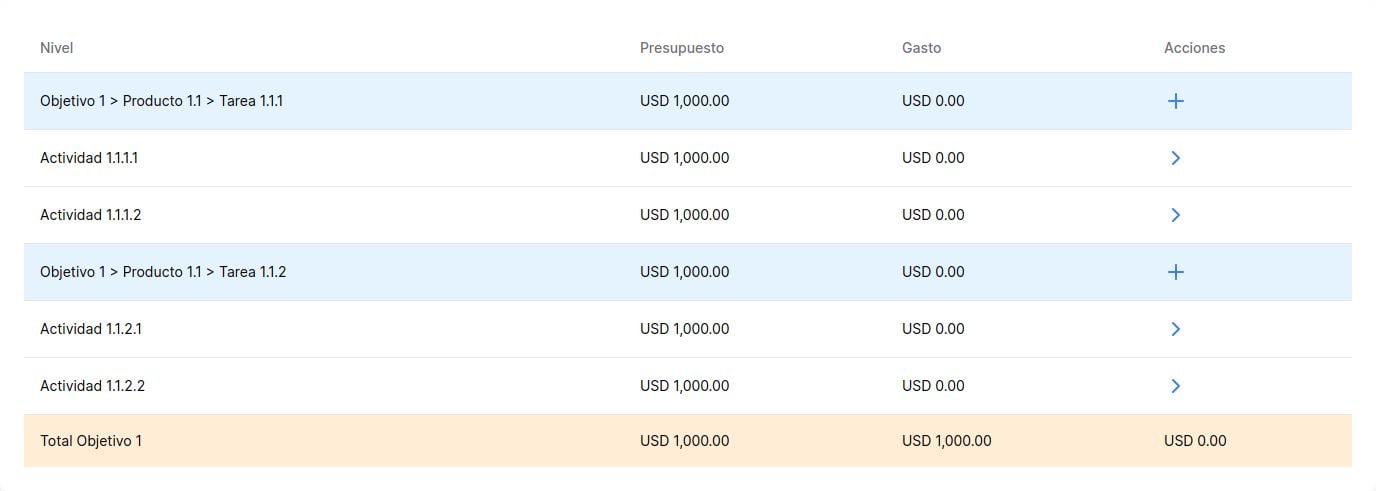 Nivel Presupuesto Gasto Acciones
Objetivo 1 > Producto 1.1 > Tarea 1.1.1 USD 1,000.00 USD 0.00
Actividad 1.1.1.1 USD 1,000.00 USD 0.00
Actividad 1.1.1.2 USD 1,000.00 USD 0.00
Objetivo 1 > Producto 1.1 > Tarea 1.1.2 USD 1,000.00 USD 0.00
Actividad 1.1.2.1 USD 1,000.00 USD 0.00
Actividad 1.1.2.2 USD 1,000.00 USD 0.00
Total Objetivo 1 USD 1,000.00 USD 1,000.00 USD 0.00